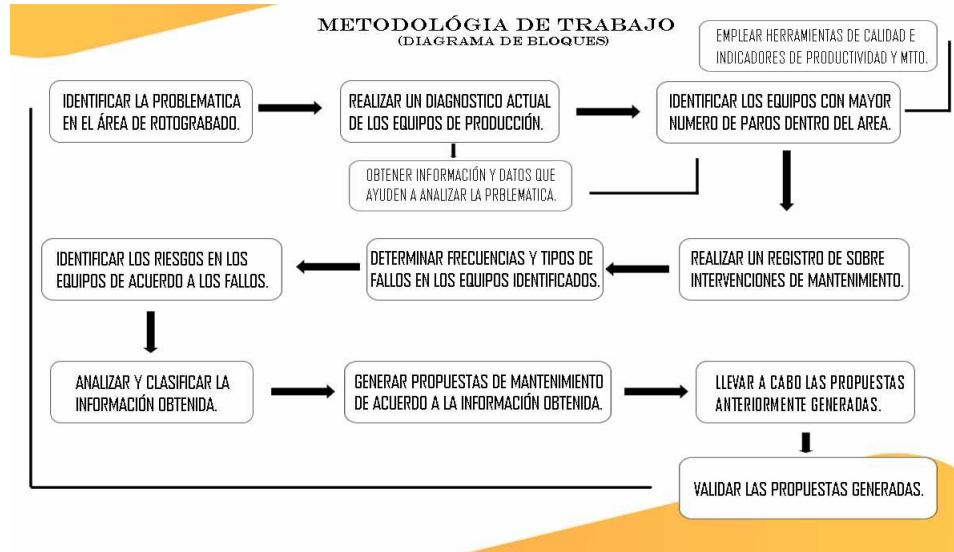 METODOLÓGIA DE TRABAJO
(DIAGRAMA DE BLOQUES)
EMPLEAR HERRAMIENTAS DE CALIDAD E
INDICADORES DE PRODUCTIVIDAD Y MTTO.
IDENTIFICAR LA PROBLEMATICA
EN EL ÁREA DE ROTOGRABADO.
REALIZAR UN DIAGNOSTICO ACTUAL
DE LOS EQUIPOS DE PRODUCCIÓN.
IDENTIFICAR LOS EQUIPOS CON MAYOR
NUMERO DE PAROS DENTRO DEL AREA.
OBTENER INFORMACIÓN Y DATOS QUE
AYUDEN A ANALIZAR LA PRBLEMATICA.
REALIZAR UN REGISTRO DE SOBRE
INTERVENCIONES DE MANTENIMIENTO.
DETERMINAR FRECUENCIAS Y TIPOS DE
FALLOS EN LOS EQUIPOS IDENTIFICADOS.
IDENTIFICAR LOS RIESGOS EN LOS
EQUIPOS DE ACUERDO A LOS FALLOS.
ANALIZAR Y CLASIFICAR LA
INFORMACIÓN OBTENIDA.
GENERAR PROPUESTAS DE MANTENIMIENTO
DE ACUERDO A LA INFORMACIÓN OBTENIDA.
LLEVAR A CABO LAS PROPUESTAS
ANTERIORMENTE GENERADAS.
VALIDAR LAS PROPUESTAS GENERADAS.